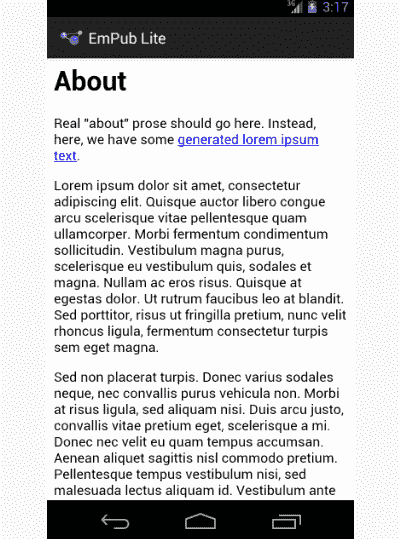 3G 3:17
EmPub Lite
About
Real "about" prose should go here. Instead,
here, we have some generated lorem ipsum
text.
Lorem ipsum dolor sit amet, consectetur
adipiscing elit. Quisque auctor libero congue
arcu scelerisque vitae pellentesque quam
ullamcorper. Morbi fermentum condimentum
sollicitudin. Vestibulum magna purus,
scelerisque eu vestibulum quis, sodales et
magna. Nullam ac eros risus. Quisque at
egestas dolor. Ut rutrum faucibus leo at blandit.
Sed porttitor, risus ut fringilla pretium, nunc velit
rhoncus ligula, fermentum consectetur turpis
sem eget magna.
Sed non placerat turpis. Donec varius sodales
neque, nec convallis purus vehicula non. Morbi
at risus ligula, sed aliquam nisi. Duis arcu justo,
convallis vitae pretium eget, scelerisque a mi.
Donec nec velit eu quam tempus accumsan.
Aenean aliquet sagittis nisl commodo pretium.
Pellentesque tempus vestibulum nisi, sed
malesuada lectus aliquam id. Vestibulum ante